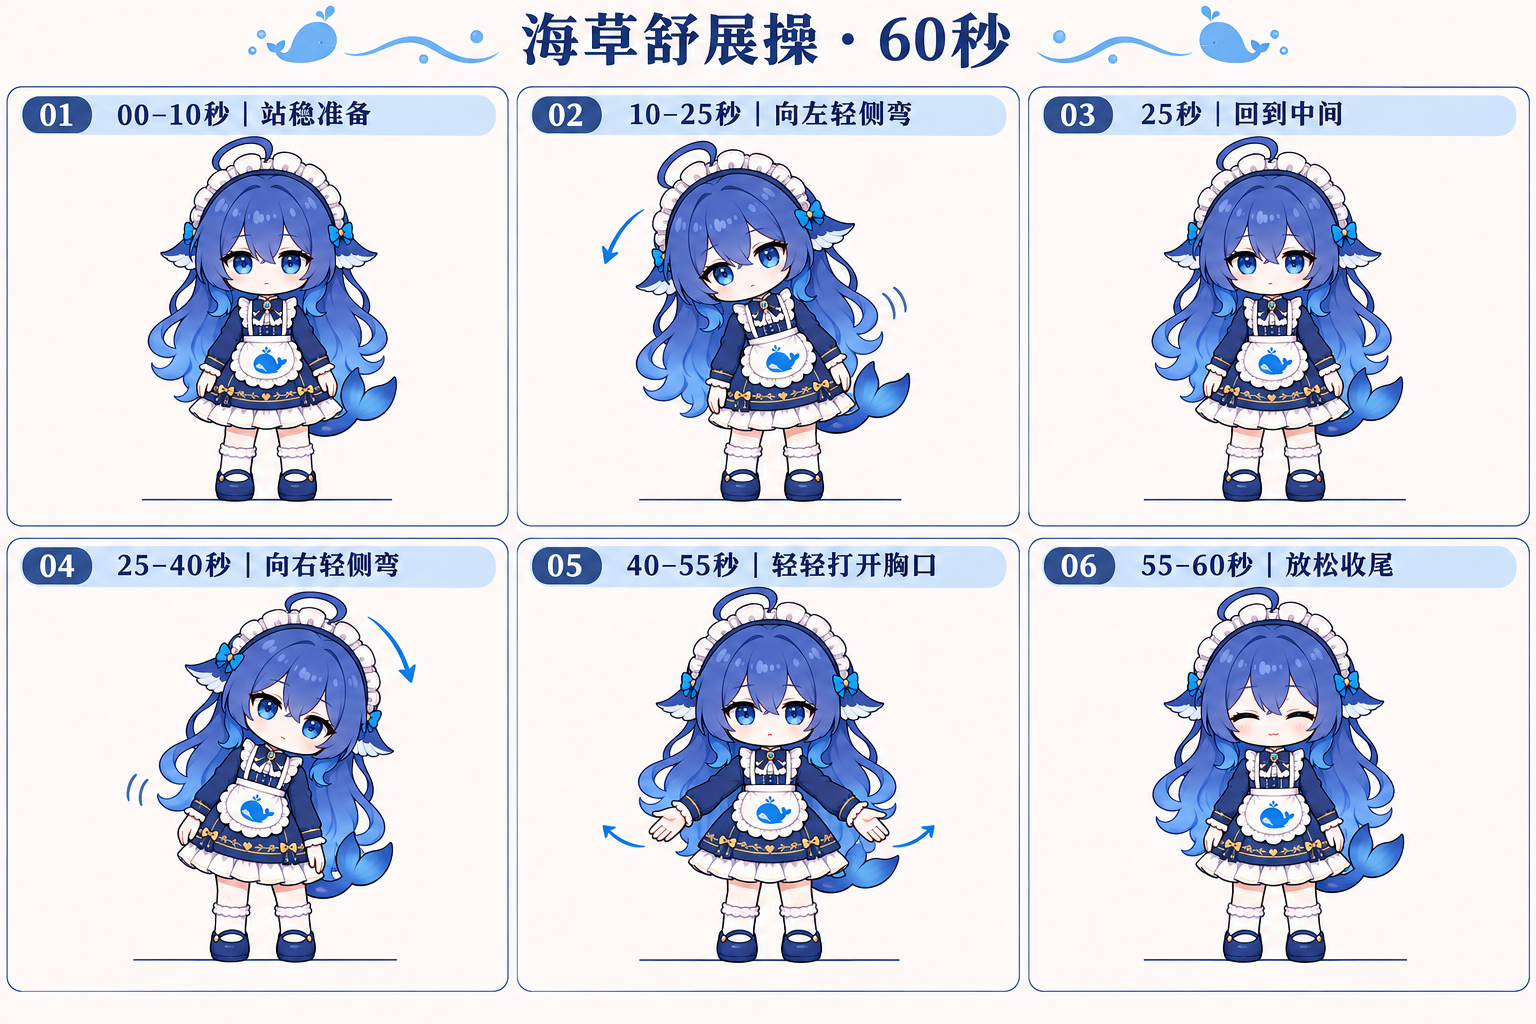 海草舒展操·60秒
01 00-10秒｜站稳准备
02 10-25秒｜向左轻侧弯
03 25秒｜回到中间
04 25-40秒｜向右轻侧弯
05 40-55秒｜轻轻打开胸口
06 55-60秒｜放松收尾